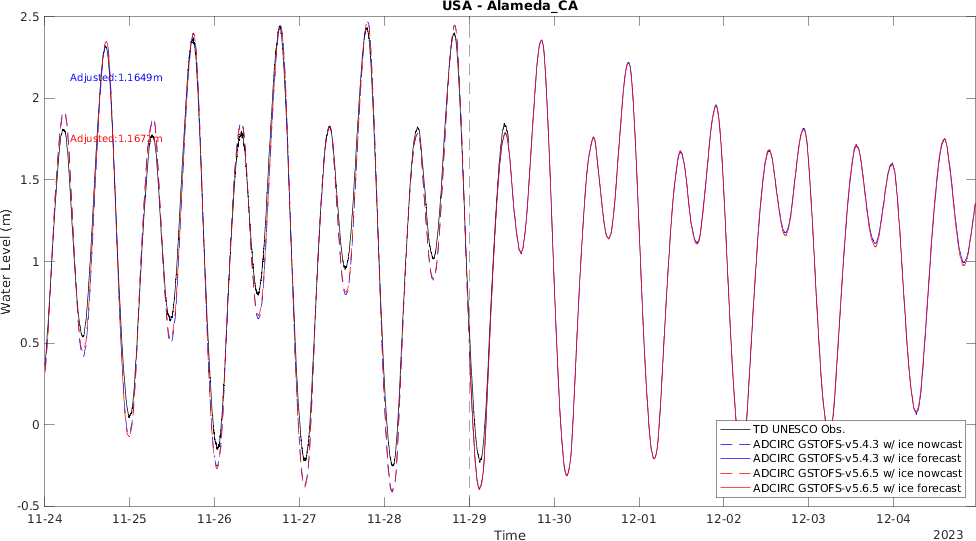 USA - Alameda_CA
2.5
2
1.5
1
0.5
0
-0.5
Water Level (m)
Adjusted:1.1649m
Adjusted:1.1677m
TD UNESCO Obs.
ADCIRC GSTOFS-v5.4.3 w/ ice nowcast
ADCIRC GSTOFS-v5.4.3 w/ ice forecast
ADCIRC GSTOFS-v5.6.5 w/ ice nowcast
ADCIRC GSTOFS-v5.6.5 w/ ice forecast
11-24 11-25 11-26 11-27 11-28 11-29 11-30 12-01 12-02 12-03 12-04
Time
2023